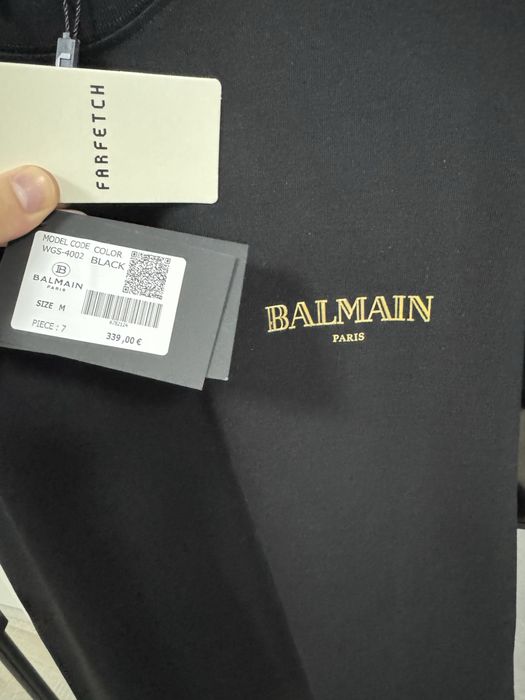 FARFETCH
MODEL CODE COLOR
WGS-4002 BLACK
B
BALMAIN
PARIS
SIZE M
PIECE : 7
339,00 €
BALMAIN
PARIS